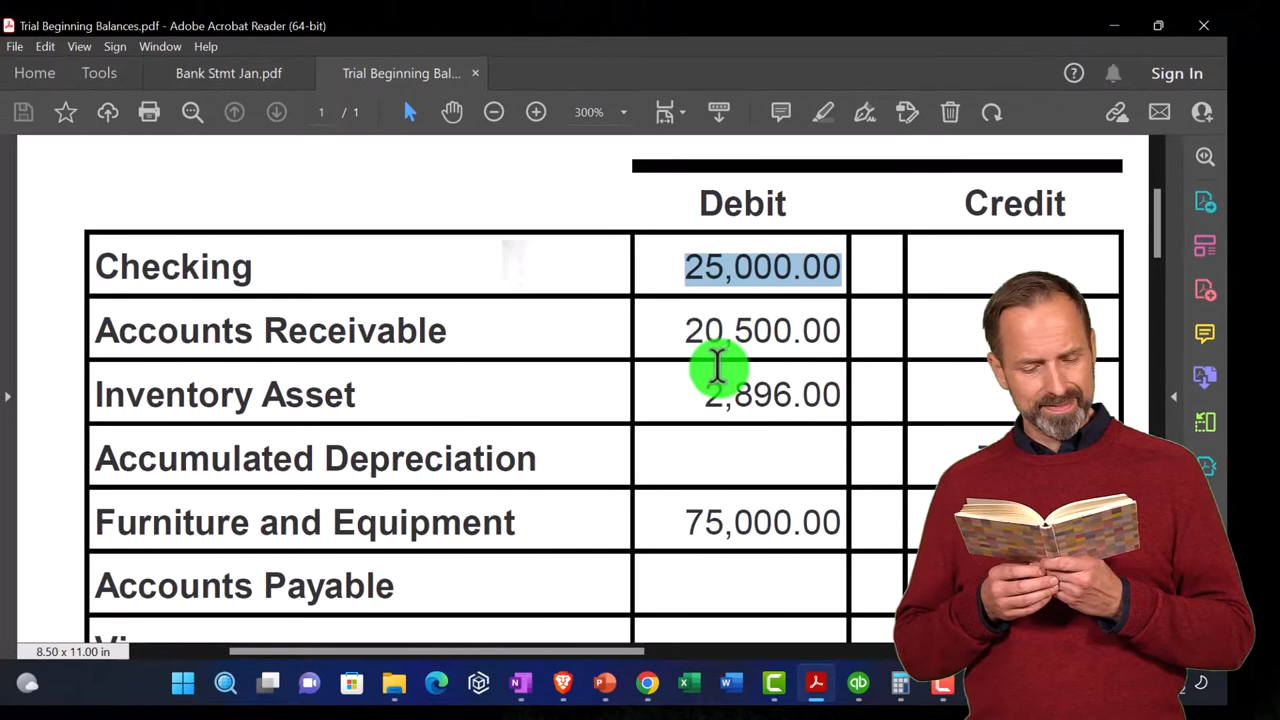 Trial Beginning Balances.pdf - Adobe Acrobat Reader (64-bit)
File Edit View Sign Window Help
Home Tools Bank Stmt Jan.pdf Trial Beginning Bal... × Sign In
1 / 1 300%
Debit Credit
Checking 25,000.00
Accounts Receivable 20,500.00
Inventory Asset 2,896.00
Accumulated Depreciation
Furniture and Equipment 75,000.00
Accounts Payable
8.50 x 11.00 in